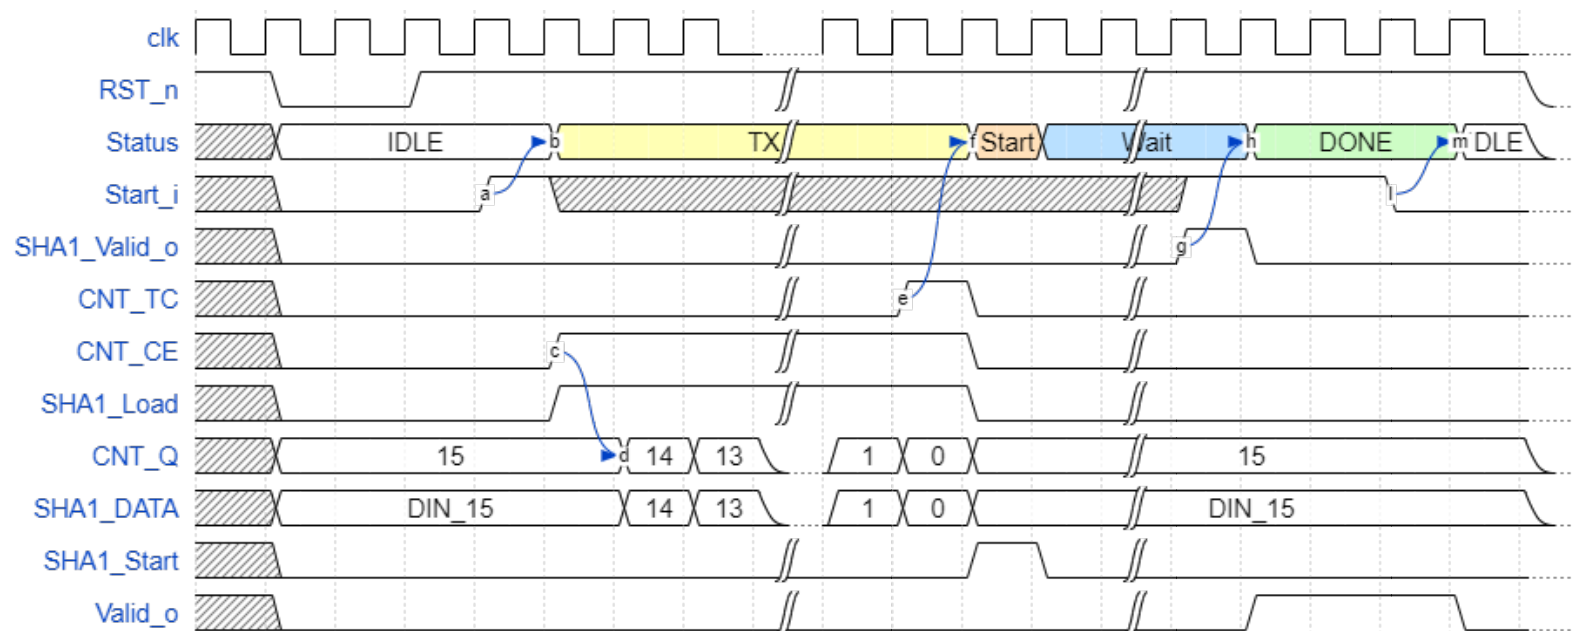 clk
RST_n
Status IDLE b TX f Start Wait h DONE m DLE
Start_i a l
SHA1_Valid_o g
CNT_TC e
CNT_CE c
SHA1_Load
CNT_Q 15 d 14 13 1 0 15
SHA1_DATA DIN_15 14 13 1 0 DIN_15
SHA1_Start
Valid_o